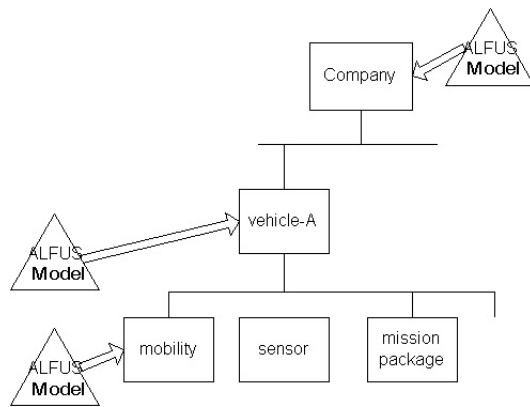 ALFUS
Model
Company
vehicle-A
ALFUS
Model
mobility
sensor
mission
package
ALFUS
Model